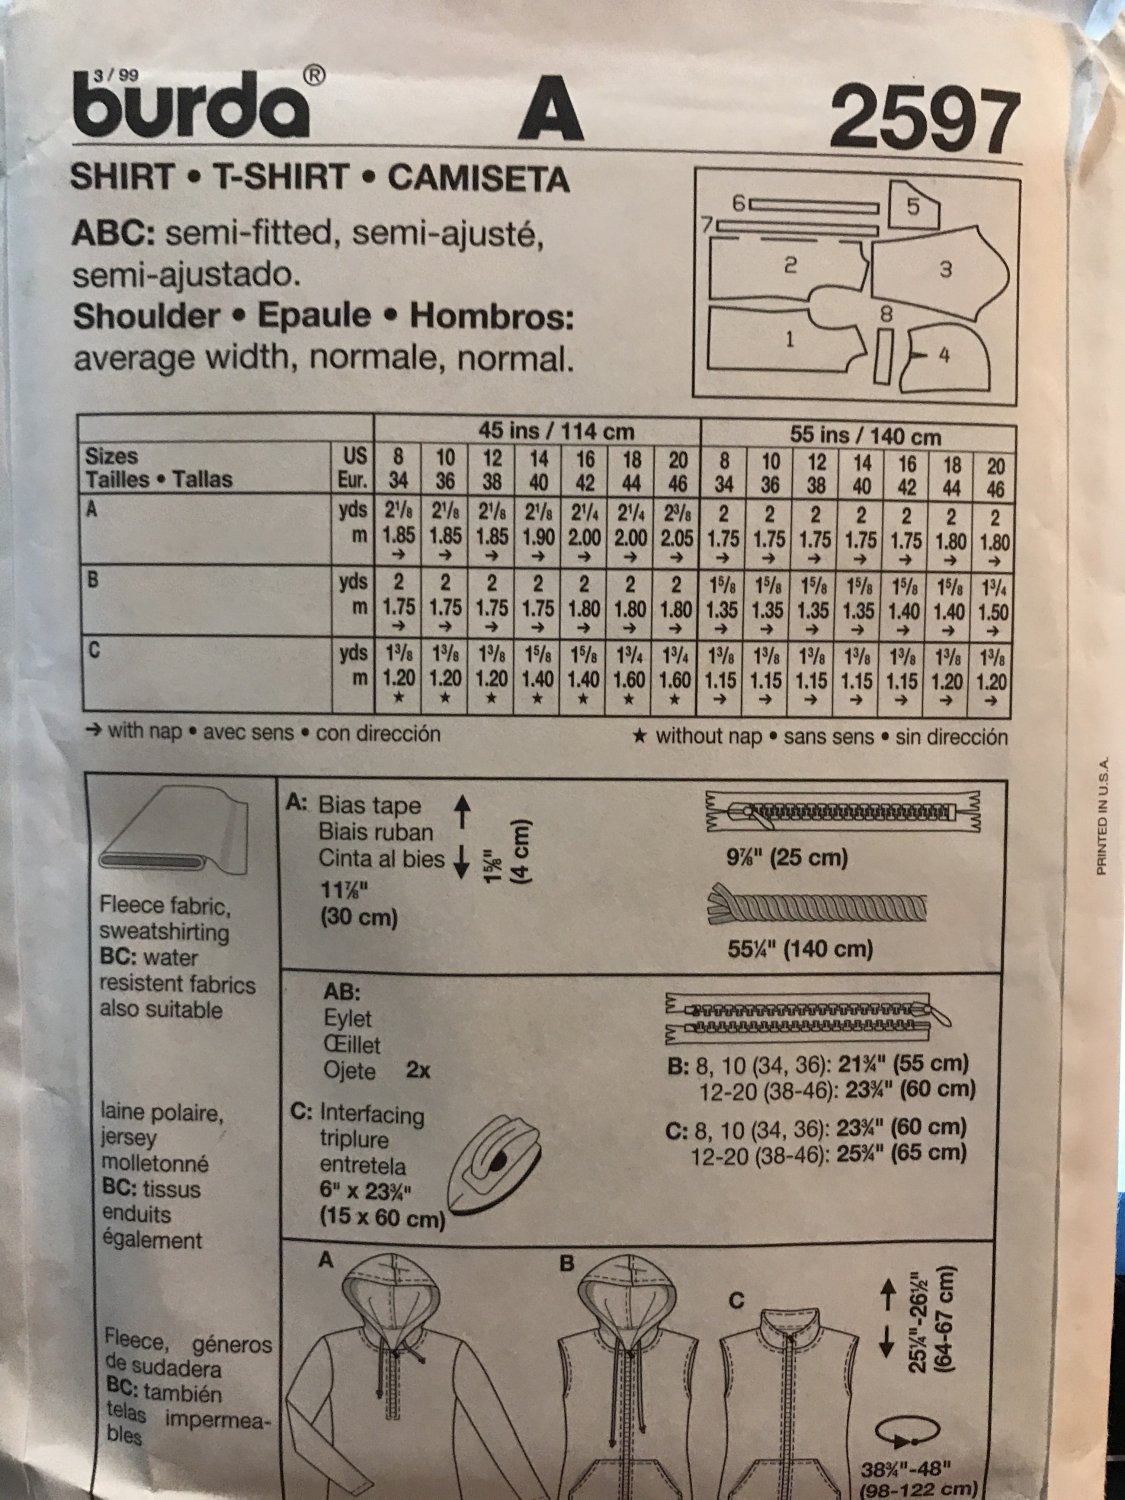 3/99
burda® A 2597
SHIRT • T-SHIRT • CAMISETA
ABC: semi-fitted, semi-ajusté,
semi-ajustado.
Shoulder • Epaule • Hombros:
average width, normale, normal.
6
5
7
2
3
8
1
4
45 ins / 114 cm 55 ins / 140 cm
Sizes US 8 10 12 14 16 18 20 8 10 12 14 16 18 20
Tailles • Tallas Eur. 34 36 38 40 42 44 46 34 36 38 40 42 44 46
A yds 2¹/₈ 2¹/₈ 2¹/₈ 2¹/₈ 2¹/₄ 2¹/₄ 2³/₈ 2 2 2 2 2 2 2
m 1.85 1.85 1.85 1.90 2.00 2.00 2.05 1.75 1.75 1.75 1.75 1.75 1.80 1.80
→ → → → → → → → → → → → → →
B yds 2 2 2 2 2 2 2 1⁵/₈ 1⁵/₈ 1⁵/₈ 1⁵/₈ 1⁵/₈ 1⁵/₈ 1³/₄
m 1.75 1.75 1.75 1.75 1.80 1.80 1.80 1.35 1.35 1.35 1.35 1.40 1.40 1.50
→ → → → → → → → → → → → → →
C yds 1³/₈ 1³/₈ 1³/₈ 1⁵/₈ 1⁵/₈ 1³/₄ 1³/₄ 1³/₈ 1³/₈ 1³/₈ 1³/₈ 1³/₈ 1³/₈ 1³/₈
m 1.20 1.20 1.20 1.40 1.40 1.60 1.60 1.15 1.15 1.15 1.15 1.15 1.20 1.20
★ ★ ★ ★ ★ ★ ★ → → → → → → →
→ with nap • avec sens • con dirección ★ without nap • sans sens • sin dirección
Fleece fabric,
sweatshirting
BC: water
resistent fabrics
also suitable
laine polaire,
jersey
molletonné
BC: tissus
enduits
également
Fleece, géneros
de sudadera
BC: también
telas impermea-
bles
A: Bias tape
Biais ruban
Cinta al bies
11⅞"
(30 cm)
1⅝"
(4 cm)
9⅞" (25 cm)
55¼" (140 cm)
AB:
Eylet
Œillet
Ojete 2x
C: Interfacing
triplure
entretela
6" x 23¾"
(15 x 60 cm)
B: 8, 10 (34, 36): 21¾" (55 cm)
12-20 (38-46): 23¾" (60 cm)
C: 8, 10 (34, 36): 23¾" (60 cm)
12-20 (38-46): 25¾" (65 cm)
A
B
C
25¼"-26½"
(64-67 cm)
38¾"-48"
(98-122 cm)
PRINTED IN U.S.A.